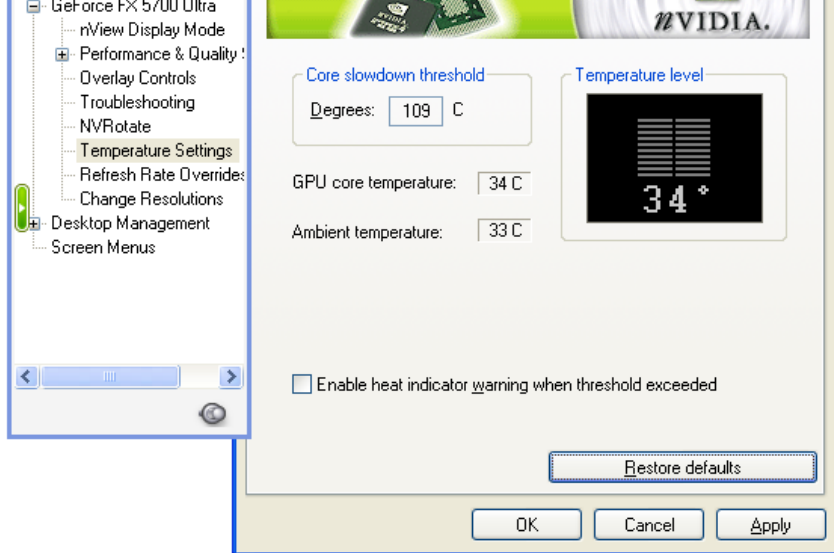 GeForce FX 5700 Ultra
nView Display Mode
Performance & Quality
Overlay Controls
Troubleshooting
NVRotate
Temperature Settings
Refresh Rate Overrides
Change Resolutions
Desktop Management
Screen Menus
NVIDIA
nVIDIA.
Core slowdown threshold
Degrees: 109 C
Temperature level
34°
GPU core temperature: 34 C
Ambient temperature: 33 C
Enable heat indicator warning when threshold exceeded
Restore defaults
OK Cancel Apply